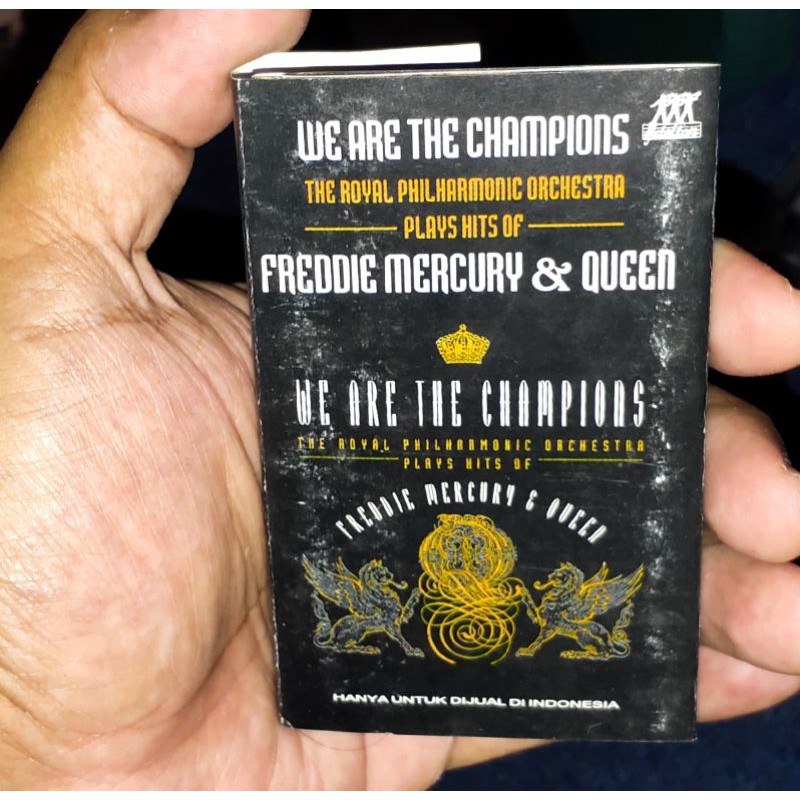 WE ARE THE CHAMPIONS
THE ROYAL PHILHARMONIC ORCHESTRA
PLAYS HITS OF
FREDDIE MERCURY & QUEEN
WE ARE THE CHAMPIONS
THE ROYAL PHILHARMONIC ORCHESTRA
PLAYS HITS OF
FREDDIE MERCURY & QUEEN
HANYA UNTUK DIJUAL DI INDONESIA